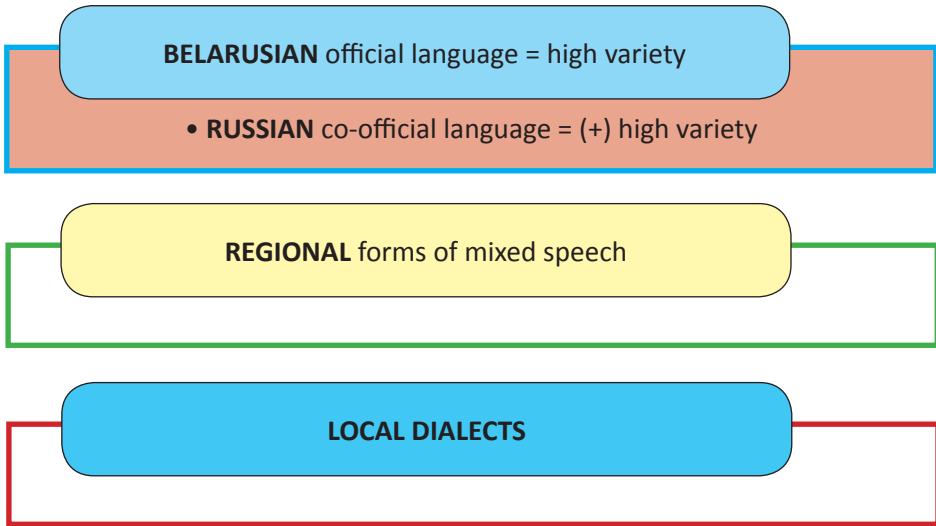 BELARUSIAN official language = high variety
• RUSSIAN co-official language = (+) high variety
REGIONAL forms of mixed speech
LOCAL DIALECTS